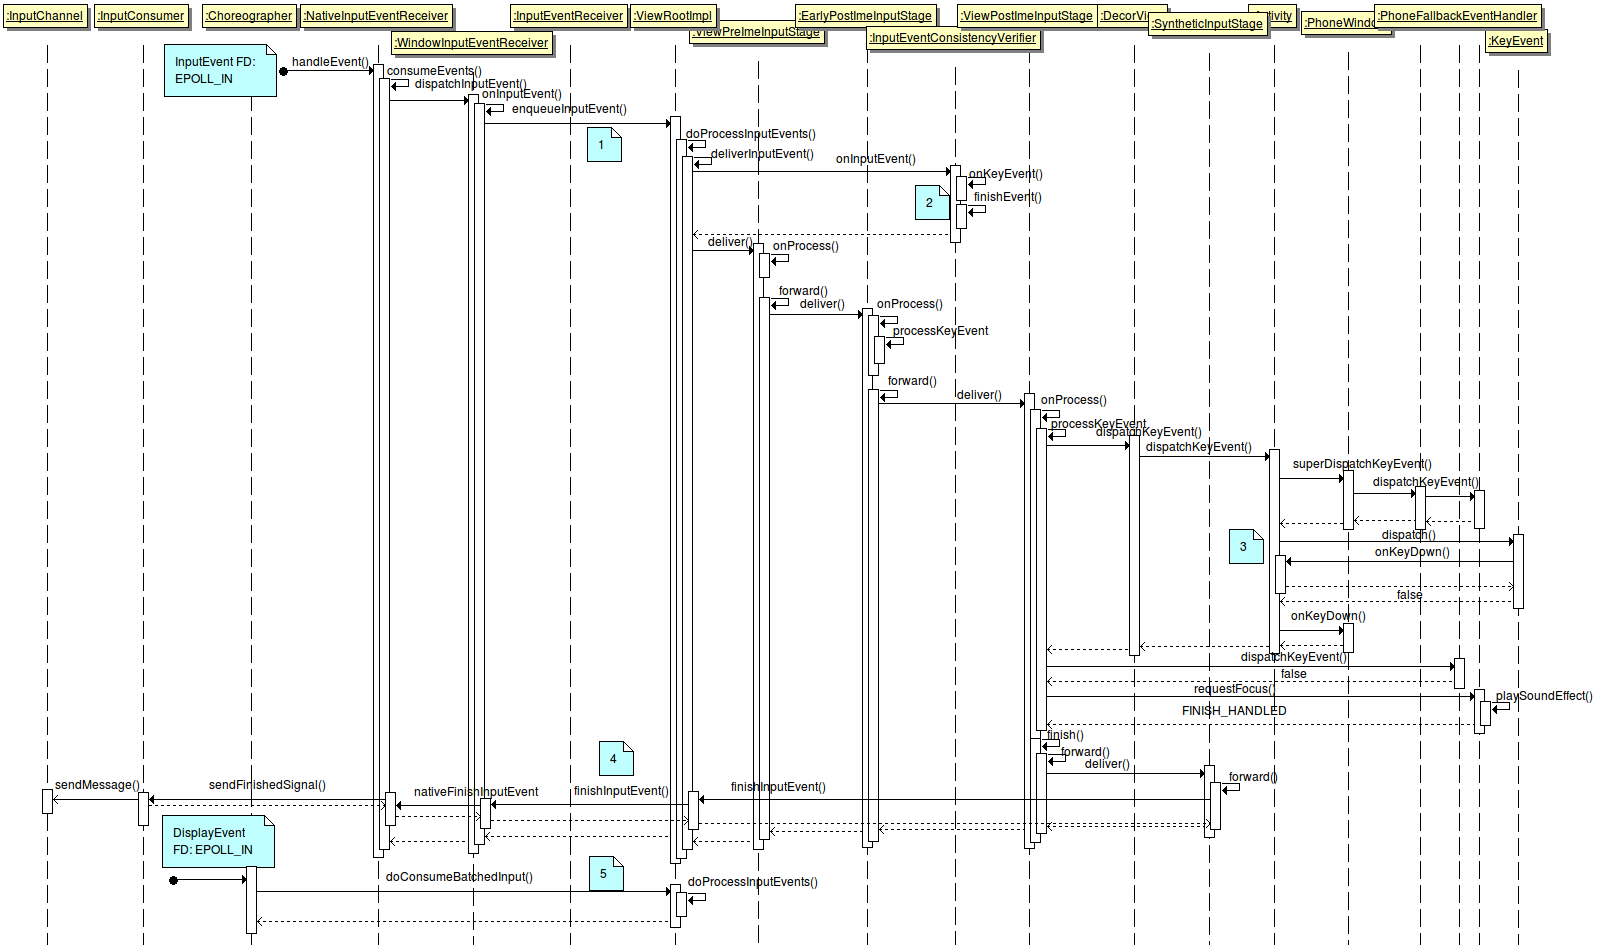 :InputChannel
:InputConsumer
:Choreographer
:NativeInputEventReceiver
:InputEventReceiver
:ViewRootImpl
:EarlyPostImeInputStage
:ViewPostImeInputStage
:PhoneFallbackEventHandler
:SyntheticInputStage
:WindowInputEventReceiver
:ViewPreImeInputStage
:InputEventConsistencyVerifier
:KeyEvent
InputEvent FD:
EPOLL_IN
handleEvent()
consumeEvents()
dispatchInputEvent()
onInputEvent()
enqueueInputEvent()
1
doProcessInputEvents()
deliverInputEvent()
onInputEvent()
onKeyEvent()
2
finishEvent()
deliver()
onProcess()
forward()
deliver()
onProcess()
processKeyEvent
forward()
deliver()
onProcess()
processKeyEvent
dispatchKeyEvent()
dispatchKeyEvent()
superDispatchKeyEvent()
dispatchKeyEvent()
3
dispatch()
onKeyDown()
false
onKeyDown()
dispatchKeyEvent()
false
requestFocus()
playSoundEffect()
FINISH_HANDLED
finish()
forward()
deliver()
forward()
4
finishInputEvent()
finishInputEvent()
nativeFinishInputEvent
sendFinishedSignal()
sendMessage()
DisplayEvent
FD: EPOLL_IN
5
doConsumeBatchedInput()
doProcessInputEvents()